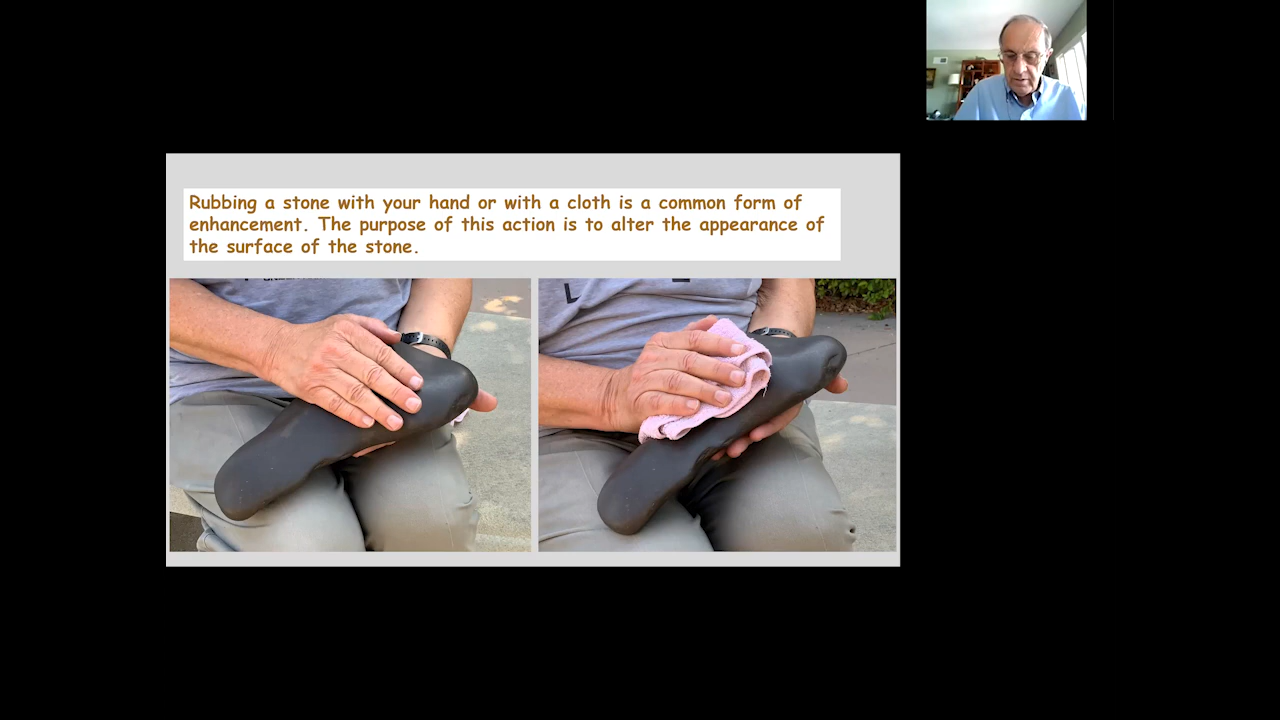 Rubbing a stone with your hand or with a cloth is a common form of
enhancement. The purpose of this action is to alter the appearance of
the surface of the stone.
L